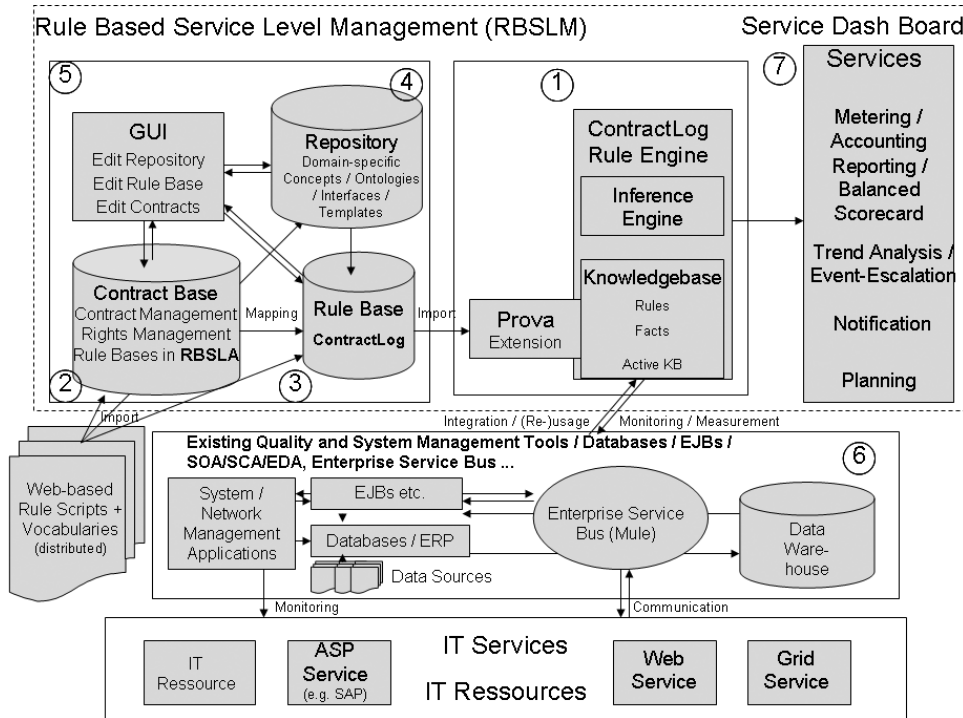 Rule Based Service Level Management (RBSLM)
Service Dash Board
5
4
1
7
GUI
Edit Repository
Edit Rule Base
Edit Contracts
Repository
Domain-specific
Concepts / Ontologies
/ Interfaces /
Templates
Contract Base
Contract Management
Rights Management
Rule Bases in RBSLA
Mapping
Rule Base
ContractLog
Import
2
3
ContractLog
Rule Engine
Inference
Engine
Knowledgebase
Rules
Facts
Active KB
Prova
Extension
Services
Metering /
Accounting
Reporting /
Balanced
Scorecard
Trend Analysis /
Event-Escalation
Notification
Planning
Import
Integration / (Re-)usage
Monitoring / Measurement
Web-based
Rule Scripts +
Vocabularies
(distributed)
Existing Quality and System Management Tools / Databases / EJBs /
SOA/SCA/EDA, Enterprise Service Bus ...
6
System /
Network
Management
Applications
EJBs etc.
Databases / ERP
Data Sources
Enterprise Service
Bus (Mule)
Data
Ware-
house
Monitoring
Communication
IT Services
IT Ressources
IT
Ressource
ASP
Service
(e.g. SAP)
Web
Service
Grid
Service